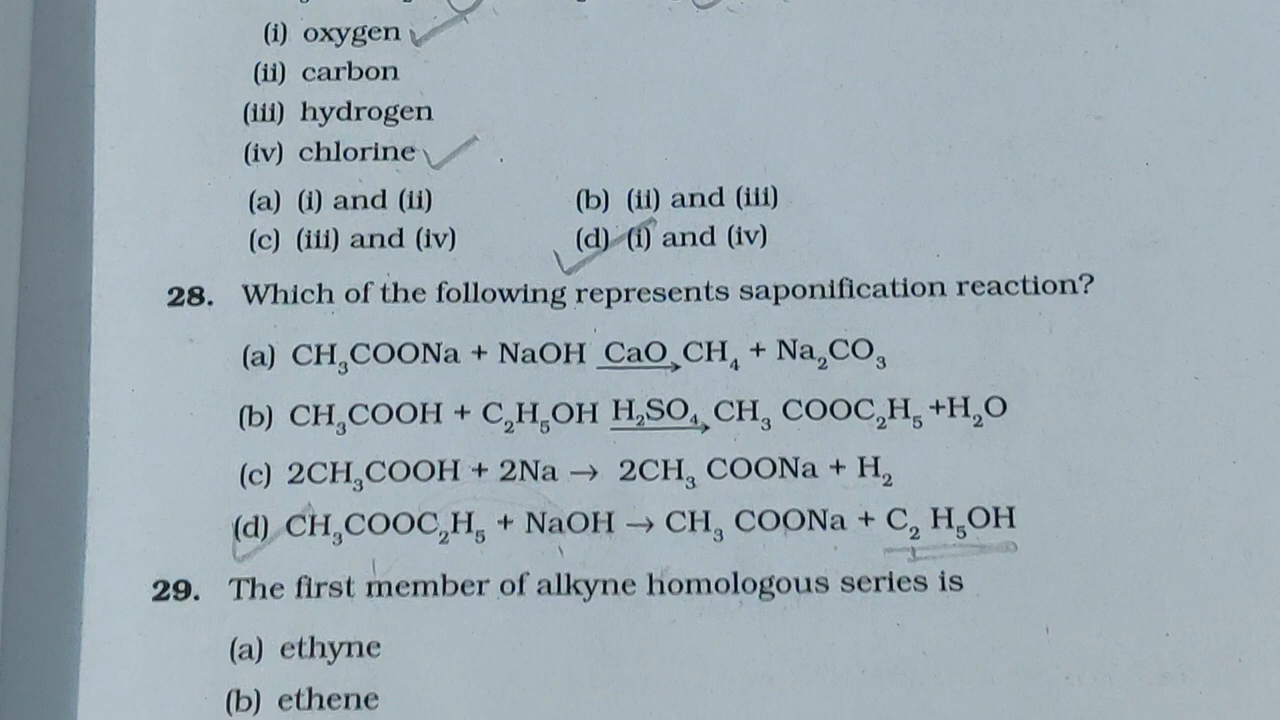 (i) oxygen
(ii) carbon
(iii) hydrogen
(iv) chlorine
(a) (i) and (ii) (b) (ii) and (iii)
(c) (iii) and (iv) (d) (i) and (iv)
28. Which of the following represents saponification reaction?
(a) CH₃COONa + NaOH CaO→ CH₄ + Na₂CO₃
(b) CH₃COOH + C₂H₅OH H₂SO₄→ CH₃ COOC₂H₅ +H₂O
(c) 2CH₃COOH + 2Na → 2CH₃ COONa + H₂
(d) CH₃COOC₂H₅ + NaOH → CH₃ COONa + C₂ H₅OH
29. The first member of alkyne homologous series is
(a) ethyne
(b) ethene